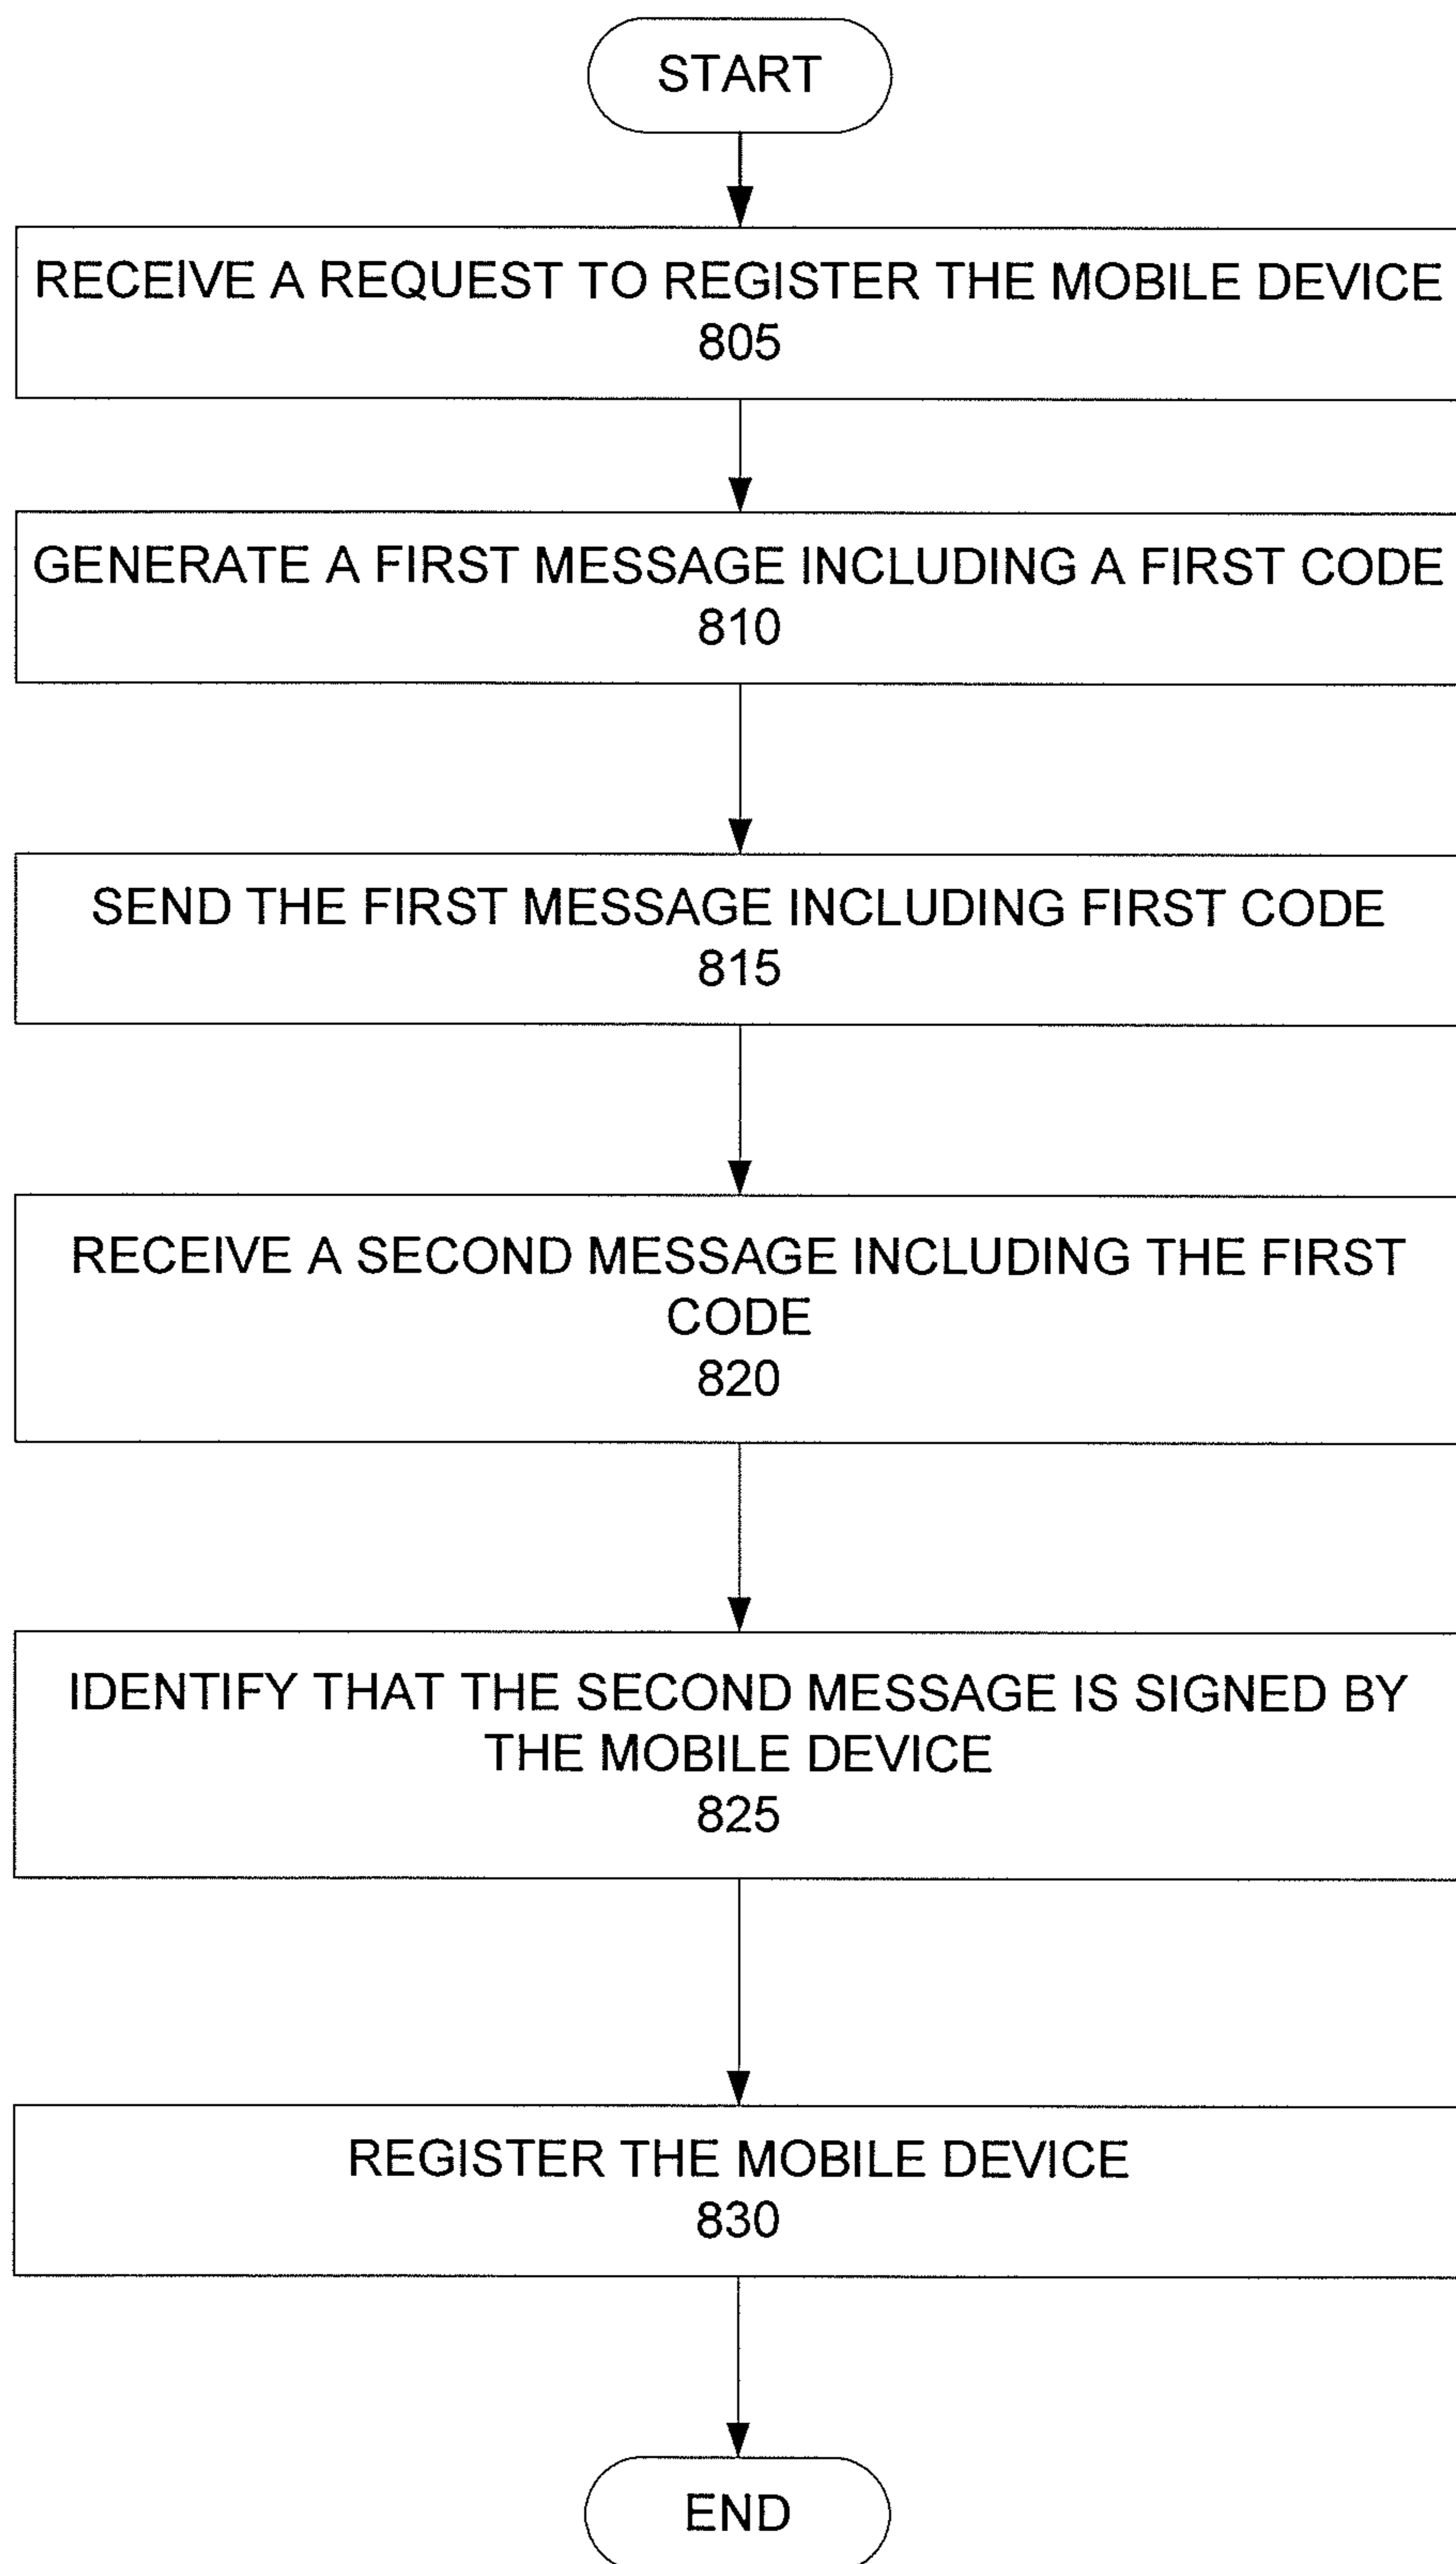 START
RECEIVE A REQUEST TO REGISTER THE MOBILE DEVICE
805
GENERATE A FIRST MESSAGE INCLUDING A FIRST CODE
810
SEND THE FIRST MESSAGE INCLUDING FIRST CODE
815
RECEIVE A SECOND MESSAGE INCLUDING THE FIRST
CODE
820
IDENTIFY THAT THE SECOND MESSAGE IS SIGNED BY
THE MOBILE DEVICE
825
REGISTER THE MOBILE DEVICE
830
END